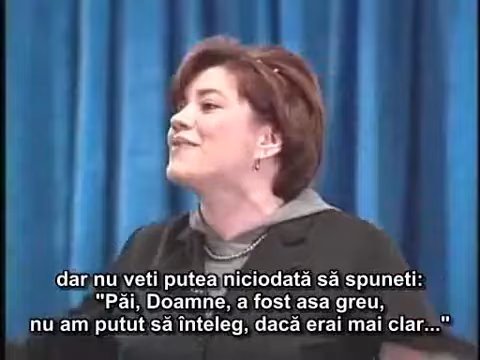 dar nu veti putea niciodată să spuneti:
"Păi, Doamne, a fost asa greu,
nu am putut să înteleg, dacă erai mai clar..."